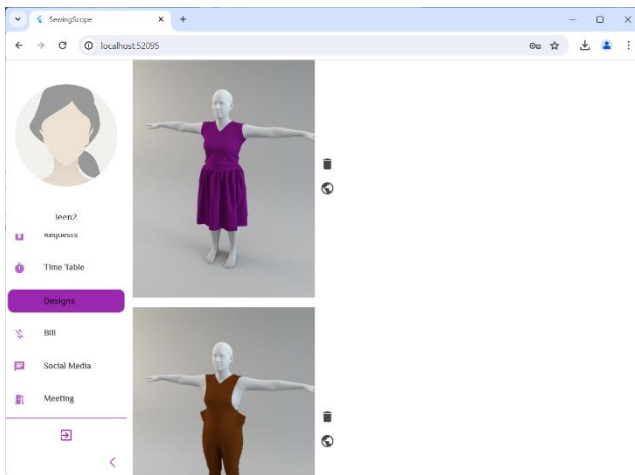 SewingScope
localhost:52095
leen2
Requests
Time Table
Designs
Bill
Social Media
Meeting